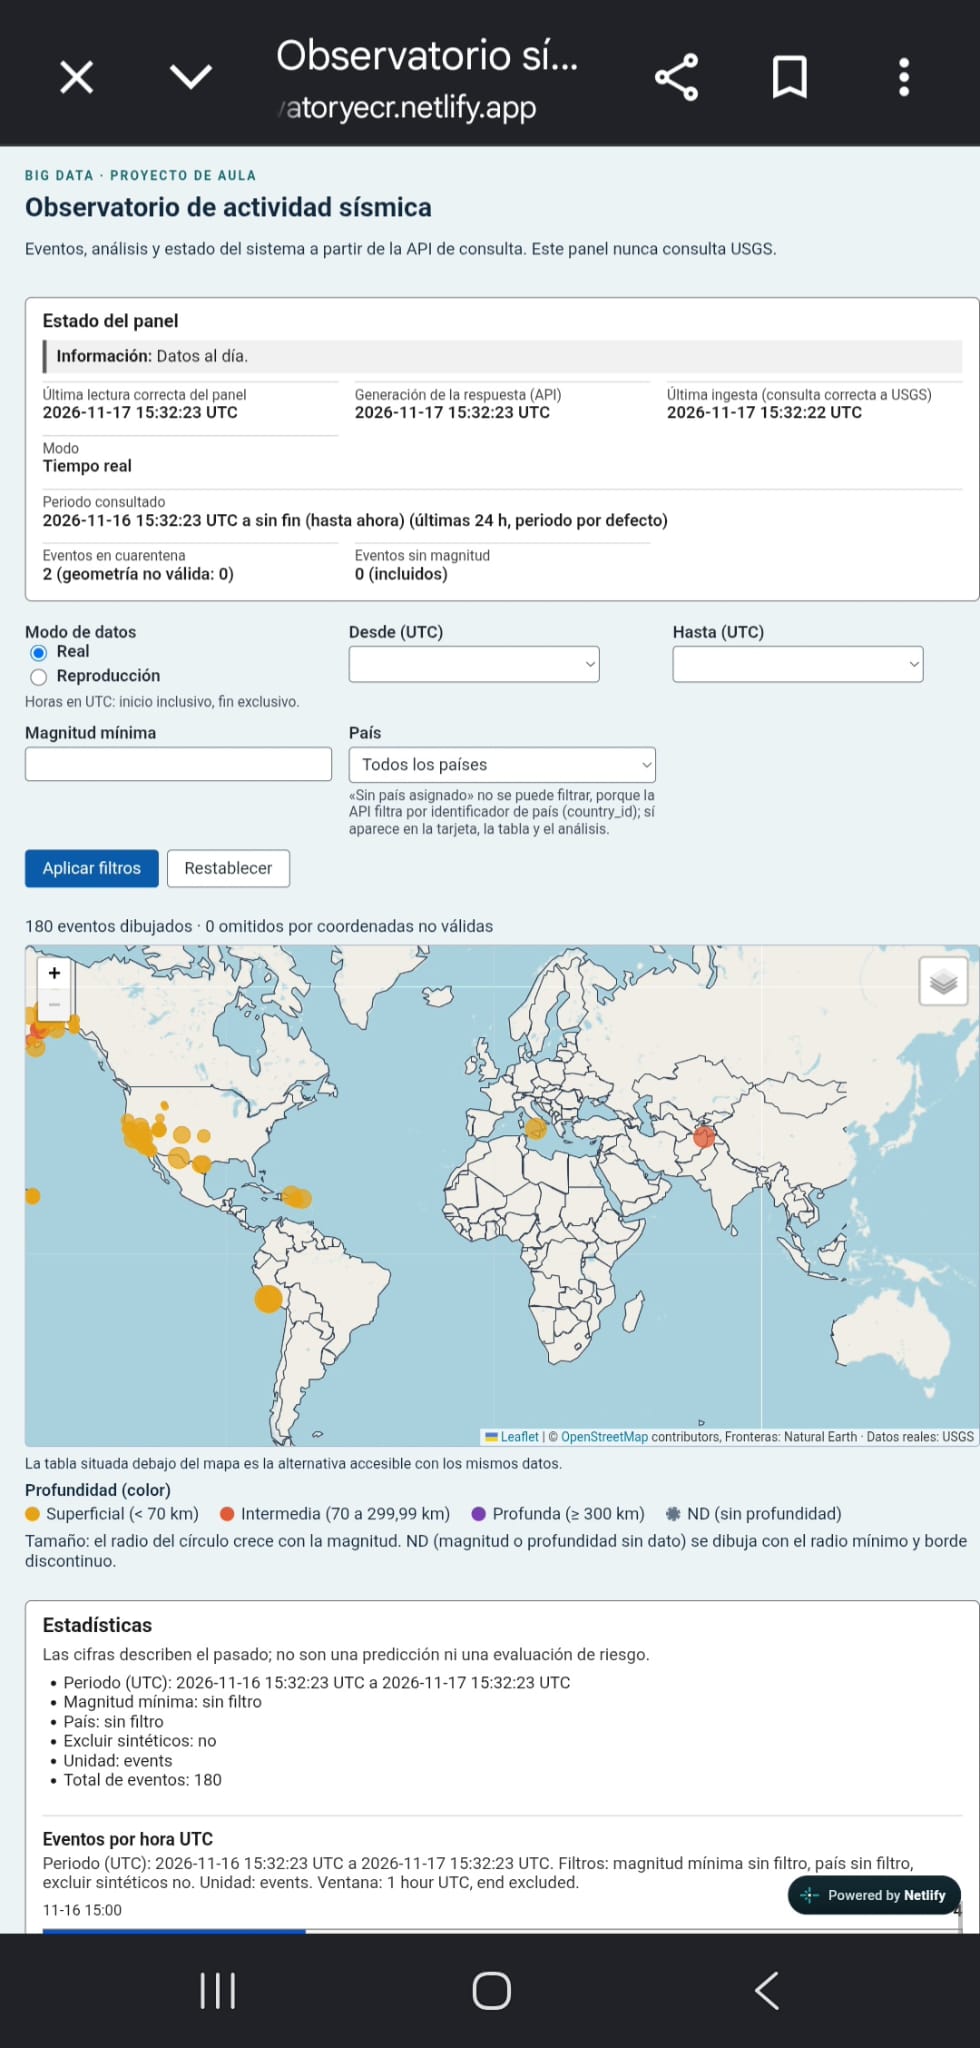 Observatorio sí...
atoryecr.netlify.app
BIG DATA · PROYECTO DE AULA
Observatorio de actividad sísmica
Eventos, análisis y estado del sistema a partir de la API de consulta. Este panel nunca consulta USGS.
Estado del panel
Información: Datos al día.
Última lectura correcta del panel
2026-11-17 15:32:23 UTC
Generación de la respuesta (API)
2026-11-17 15:32:23 UTC
Última ingesta (consulta correcta a USGS)
2026-11-17 15:32:22 UTC
Modo
Tiempo real
Periodo consultado
2026-11-16 15:32:23 UTC a sin fin (hasta ahora) (últimas 24 h, periodo por defecto)
Eventos en cuarentena
2 (geometría no válida: 0)
Eventos sin magnitud
0 (incluidos)
Modo de datos
Real
Reproducción
Horas en UTC: inicio inclusivo, fin exclusivo.
Desde (UTC)
Hasta (UTC)
Magnitud mínima
País
Todos los países
«Sin país asignado» no se puede filtrar, porque la
API filtra por identificador de país (country_id); sí
aparece en la tarjeta, la tabla y el análisis.
Aplicar filtros
Restablecer
180 eventos dibujados · 0 omitidos por coordenadas no válidas
+
−
Leaflet | © OpenStreetMap contributors, Fronteras: Natural Earth · Datos reales: USGS
La tabla situada debajo del mapa es la alternativa accesible con los mismos datos.
Profundidad (color)
Superficial (< 70 km)
Intermedia (70 a 299,99 km)
Profunda (≥ 300 km)
ND (sin profundidad)
Tamaño: el radio del círculo crece con la magnitud. ND (magnitud o profundidad sin dato) se dibuja con el radio mínimo y borde
discontinuo.
Estadísticas
Las cifras describen el pasado; no son una predicción ni una evaluación de riesgo.
• Periodo (UTC): 2026-11-16 15:32:23 UTC a 2026-11-17 15:32:23 UTC
• Magnitud mínima: sin filtro
• País: sin filtro
• Excluir sintéticos: no
• Unidad: events
• Total de eventos: 180
Eventos por hora UTC
Periodo (UTC): 2026-11-16 15:32:23 UTC a 2026-11-17 15:32:23 UTC. Filtros: magnitud mínima sin filtro, país sin filtro,
excluir sintéticos no. Unidad: events. Ventana: 1 hour UTC, end excluded.
11-16 15:00
Powered by Netlify